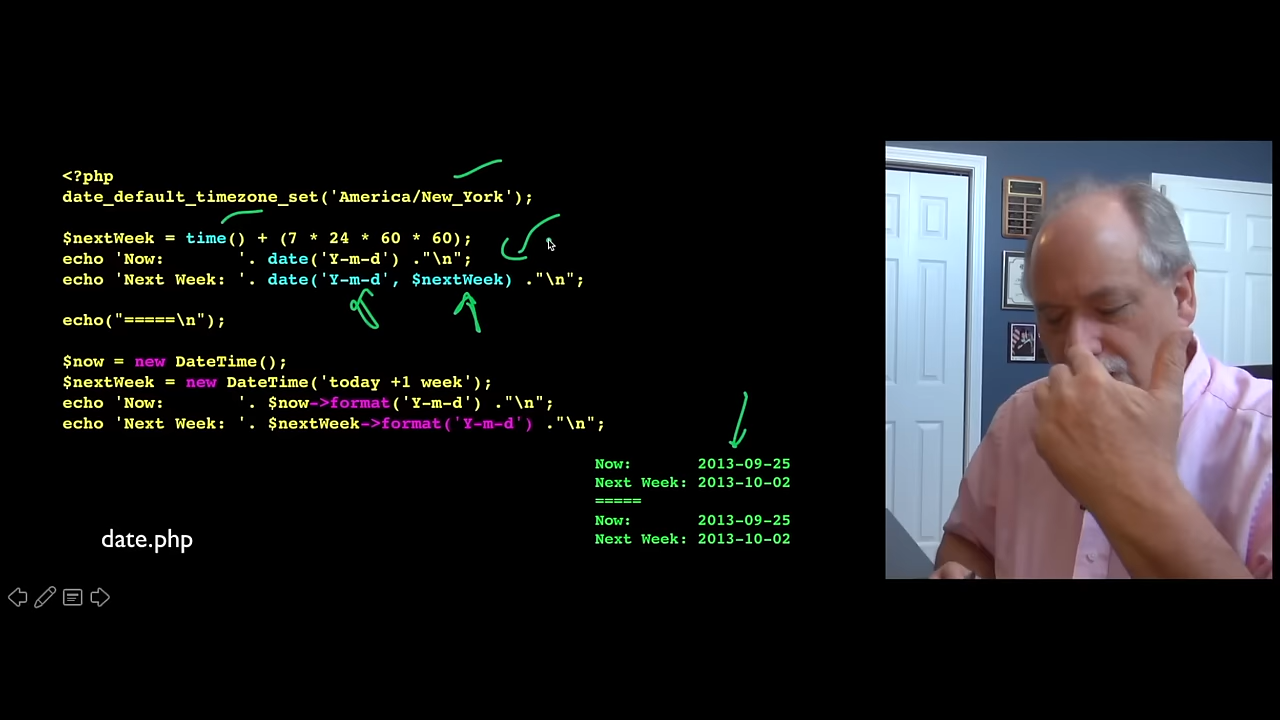 <?php
date_default_timezone_set('America/New_York');
$nextWeek = time() + (7 * 24 * 60 * 60);
echo 'Now:       '. date('Y-m-d') ."\n";
echo 'Next Week: '. date('Y-m-d', $nextWeek) ."\n";
echo("=====\n");
$now = new DateTime();
$nextWeek = new DateTime('today +1 week');
echo 'Now:       '. $now->format('Y-m-d') ."\n";
echo 'Next Week: '. $nextWeek->format('Y-m-d') ."\n";
Now:       2013-09-25
Next Week: 2013-10-02
=====
Now:       2013-09-25
Next Week: 2013-10-02
date.php